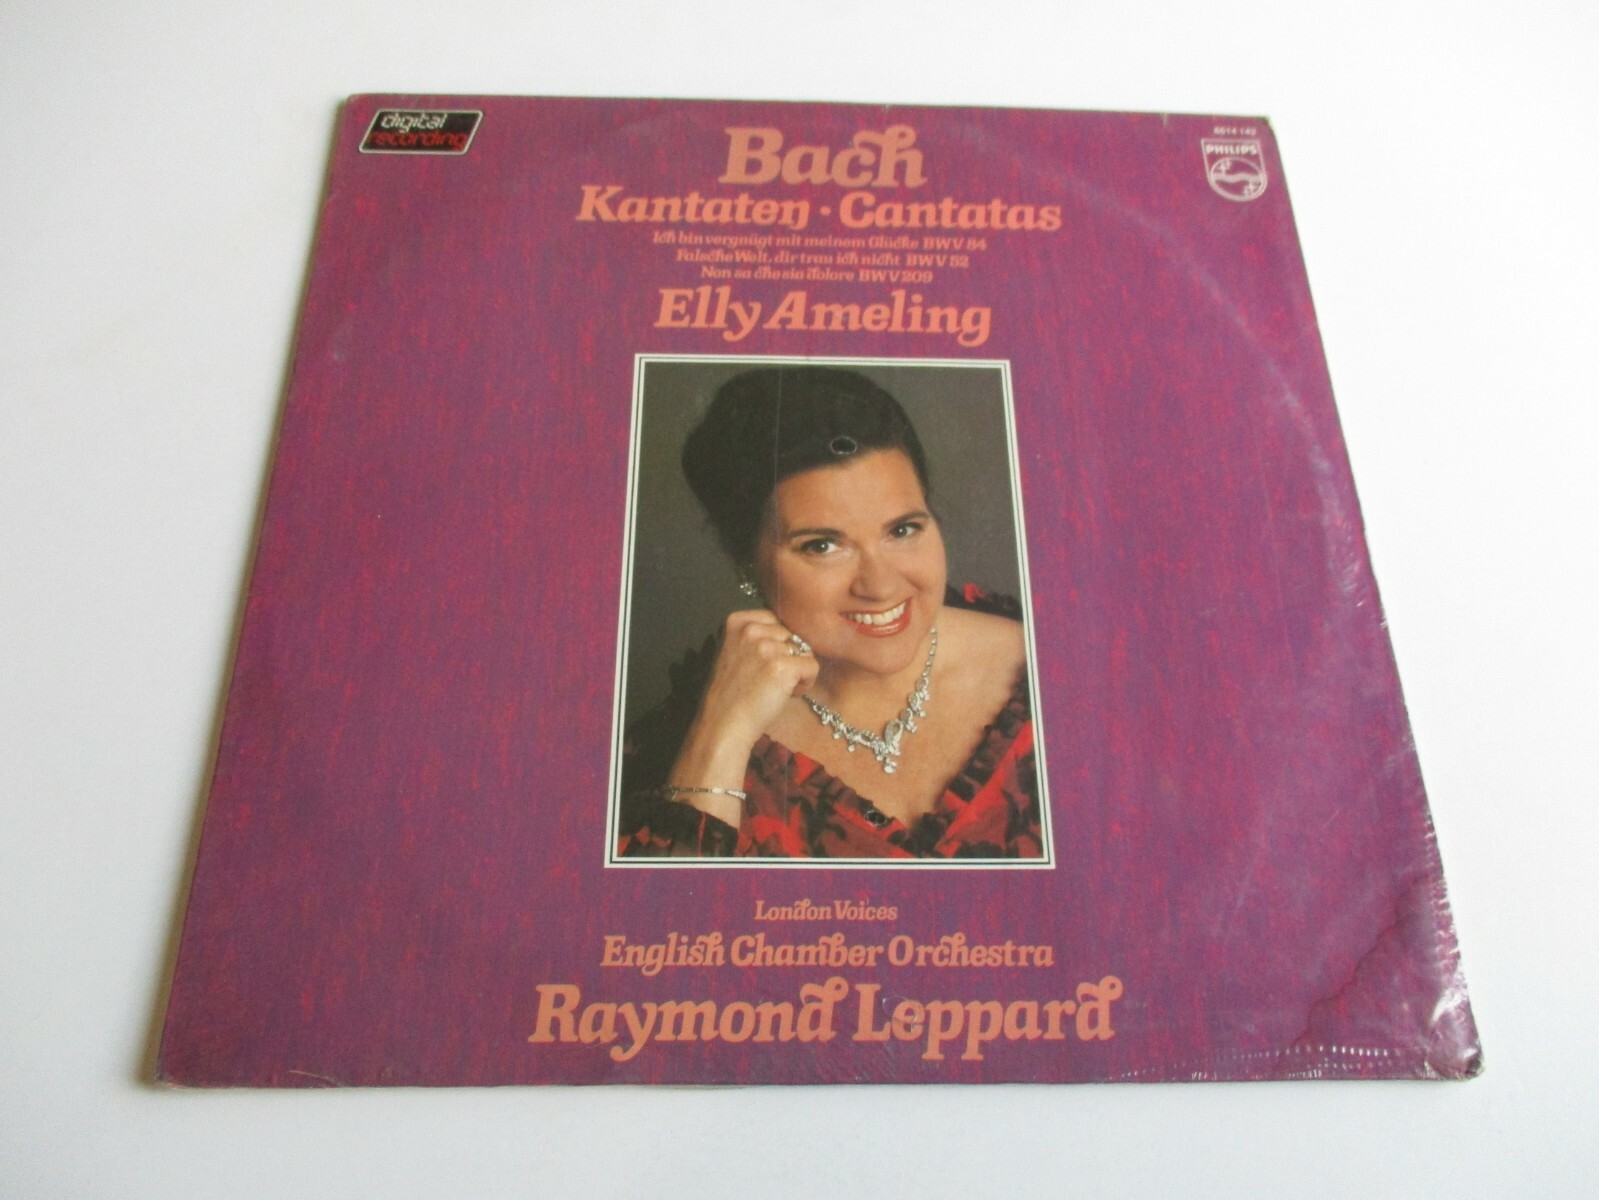 digital
recording
6514 142
PHILIPS
Bach
Kantaten · Cantatas
Ich bin vergnügt mit meinem Glücke BWV 84
Falsche Welt, dir trau ich nicht BWV 52
Non sa che sia dolore BWV 209
Elly Ameling
London Voices
English Chamber Orchestra
Raymond Leppard